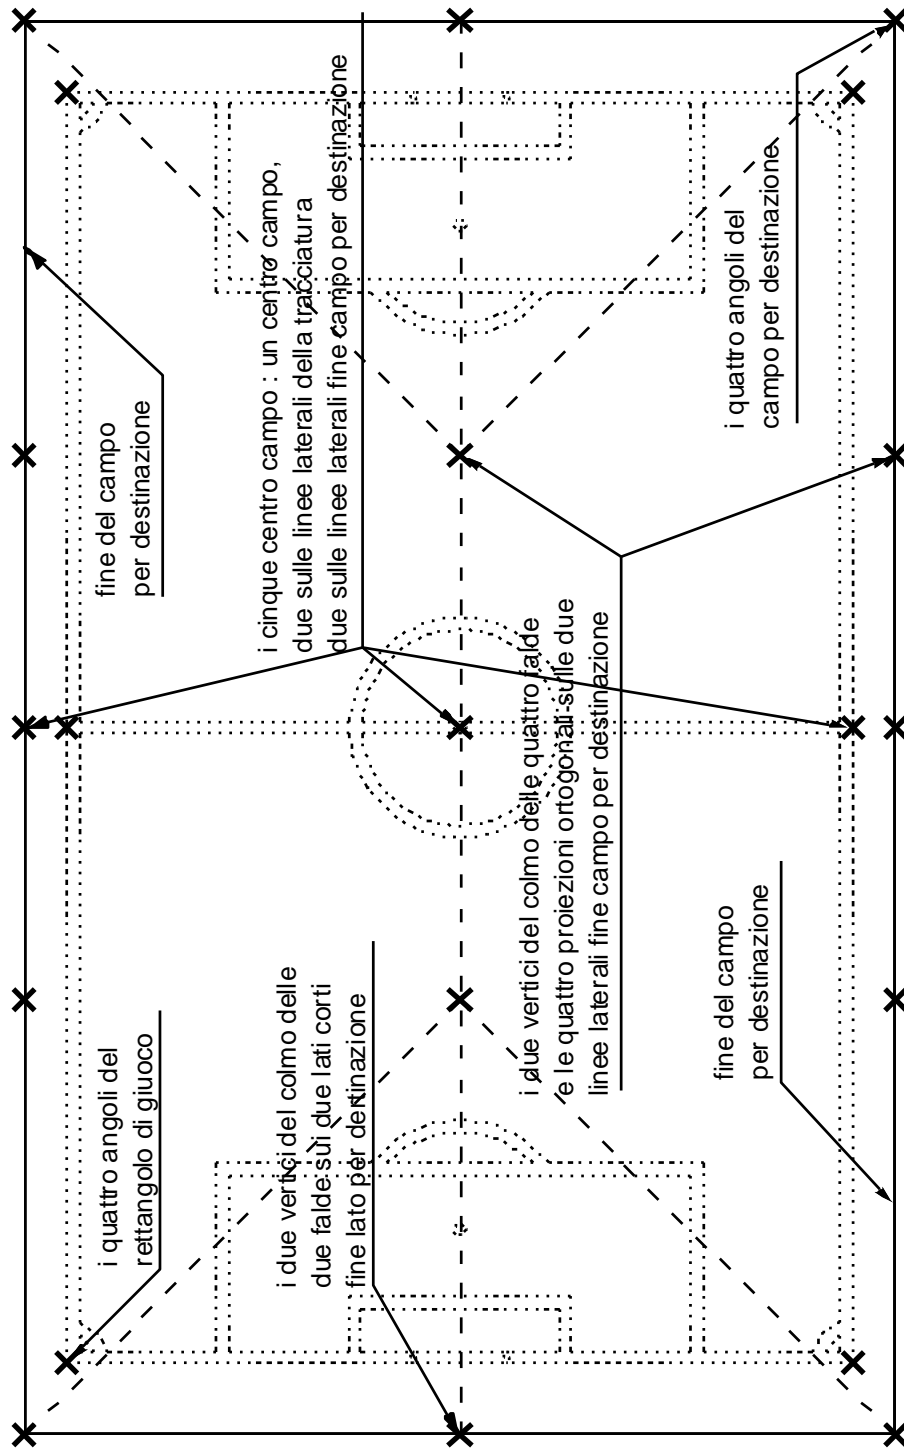 i quattro angoli del
rettangolo di giuoco
fine del campo
per destinazione
i due vertici del colmo delle
due falde sui due lati corti
fine lato per dertinazione
i cinque centro campo : un centro campo,
due sulle linee laterali della tracciatura
due sulle linee laterali fine campo per destinazione
i due vertici del colmo delle quattro falde
e le quattro proiezioni ortogonali sulle due
linee laterali fine campo per destinazione
fine del campo
per destinazione
i quattro angoli del
campo per destinazione